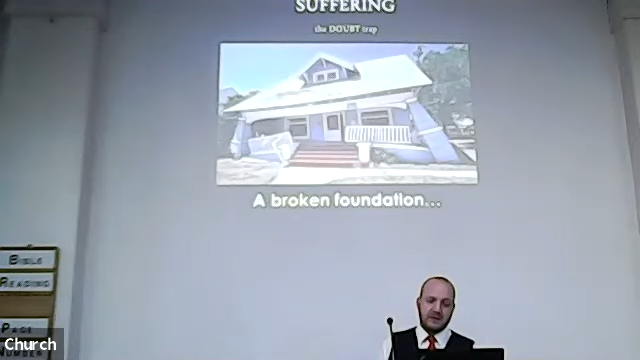 SUFFERING
the DOUBT trap
A broken foundation...
BIBLE
READING
PAGE
NUMBER
Church